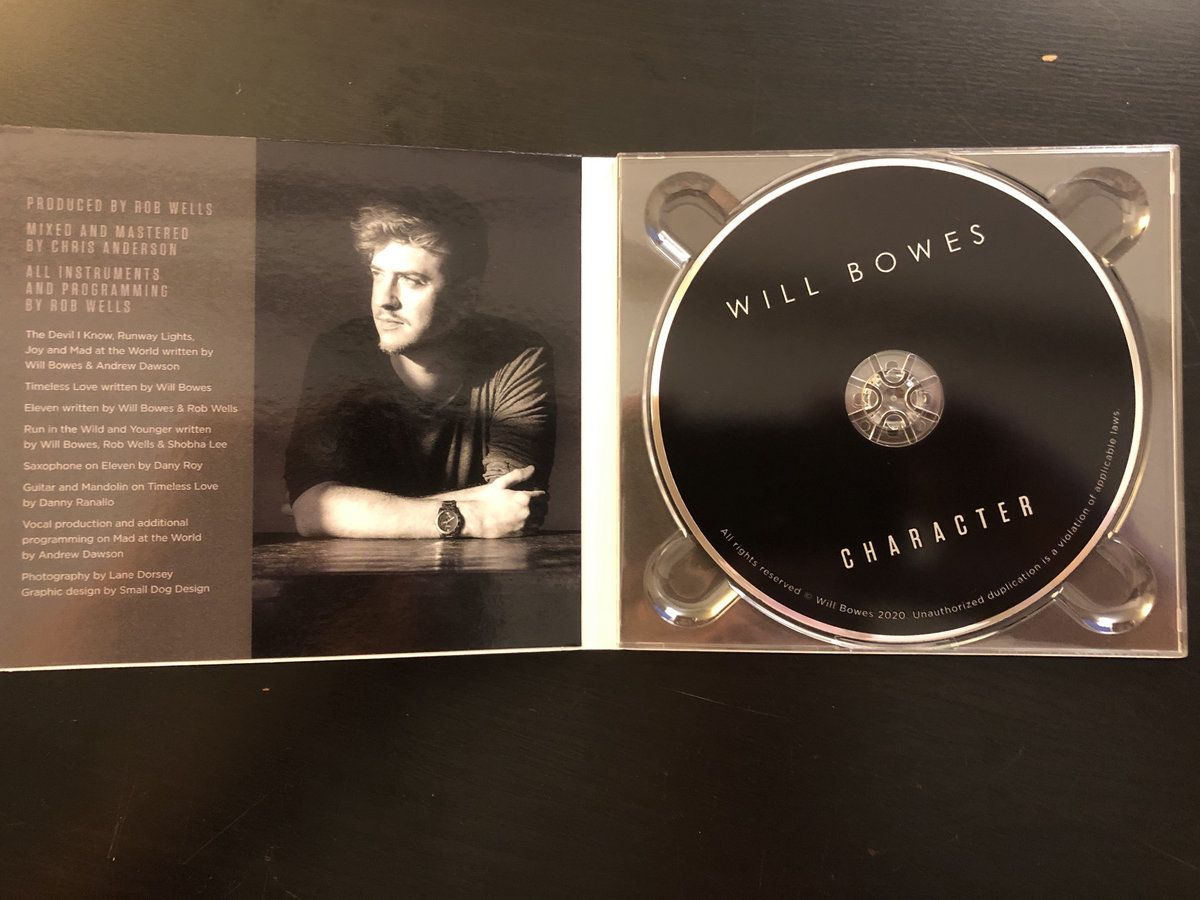 PRODUCED BY ROB WELLS
MIXED AND MASTERED
BY CHRIS ANDERSON
ALL INSTRUMENTS
AND PROGRAMMING
BY ROB WELLS
The Devil I Know, Runway Lights,
Joy and Mad at the World written by
Will Bowes & Andrew Dawson
Timeless Love written by Will Bowes
Eleven written by Will Bowes & Rob Wells
Run in the Wild and Younger written
by Will Bowes, Rob Wells & Shobha Lee
Saxophone on Eleven by Dany Roy
Guitar and Mandolin on Timeless Love
by Danny Ranallo
Vocal production and additional
programming on Mad at the World
by Andrew Dawson
Photography by Lane Dorsey
Graphic design by Small Dog Design
WILL BOWES
CHARACTER
All rights reserved © Will Bowes 2020. Unauthorized duplication is a violation of applicable laws.